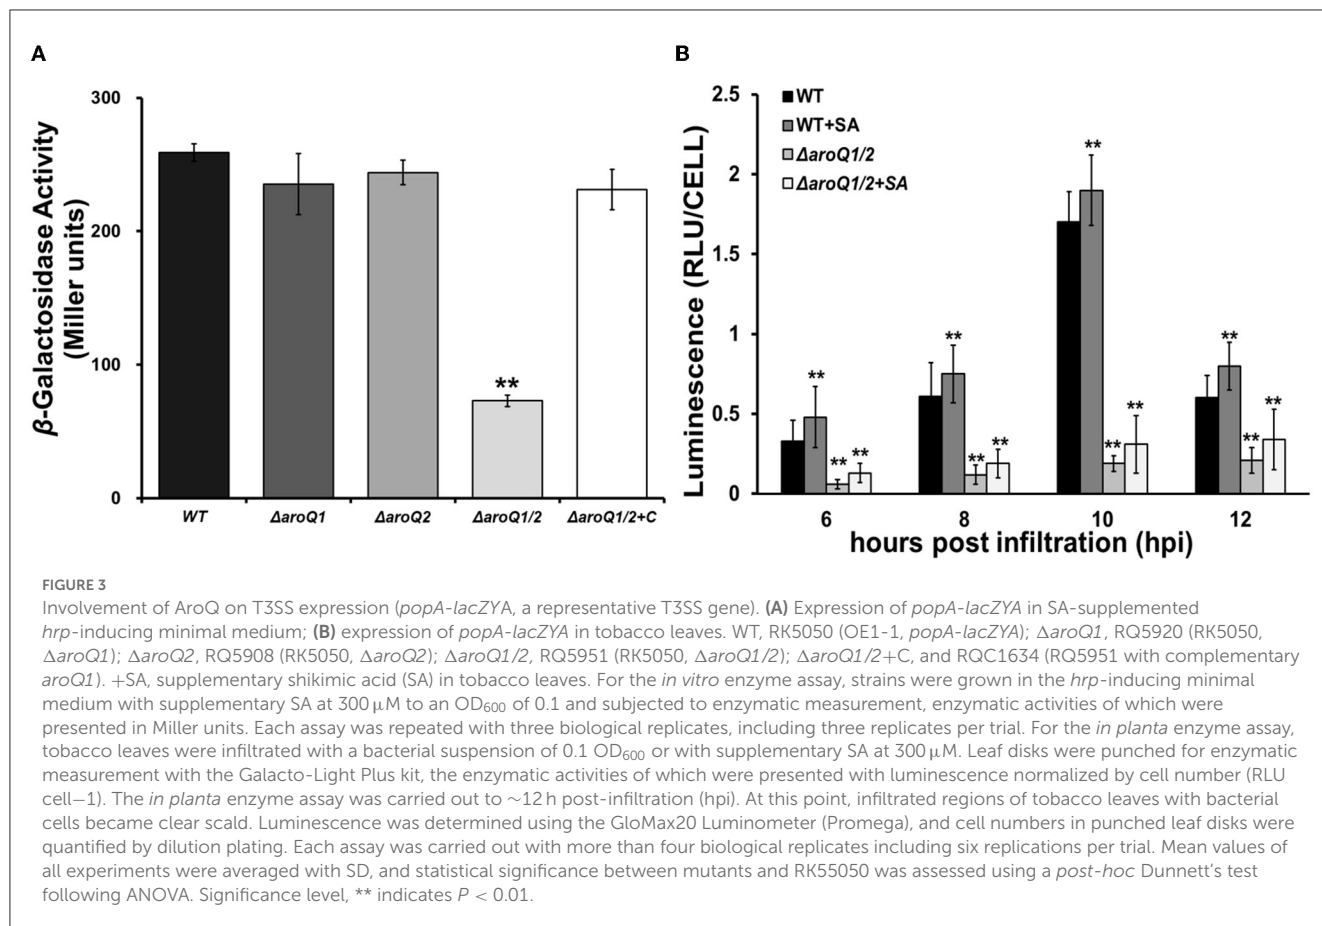 A
β-Galactosidase Activity
(Miller units)
300
200
100
0
**
WT
ΔaroQ1
ΔaroQ2
ΔaroQ1/2
ΔaroQ1/2+C
B
Luminescence (RLU/CELL)
2.5
2
1.5
1
0.5
0
WT
WT+SA
ΔaroQ1/2
ΔaroQ1/2+SA
**
**
**
**
**
**
**
**
**
**
**
**
6
8
10
12
hours post infiltration (hpi)
FIGURE 3
Involvement of AroQ on T3SS expression (popA-lacZYA, a representative T3SS gene). (A) Expression of popA-lacZYA in SA-supplemented
hrp-inducing minimal medium; (B) expression of popA-lacZYA in tobacco leaves. WT, RK5050 (OE1-1, popA-lacZYA); ΔaroQ1, RQ5920 (RK5050,
ΔaroQ1); ΔaroQ2, RQ5908 (RK5050, ΔaroQ2); ΔaroQ1/2, RQ5951 (RK5050, ΔaroQ1/2); ΔaroQ1/2+C, and RQC1634 (RQ5951 with complementary
aroQ1). +SA, supplementary shikimic acid (SA) in tobacco leaves. For the in vitro enzyme assay, strains were grown in the hrp-inducing minimal
medium with supplementary SA at 300 μM to an OD600 of 0.1 and subjected to enzymatic measurement, enzymatic activities of which were
presented in Miller units. Each assay was repeated with three biological replicates, including three replicates per trial. For the in planta enzyme assay,
tobacco leaves were infiltrated with a bacterial suspension of 0.1 OD600 or with supplementary SA at 300 μM. Leaf disks were punched for enzymatic
measurement with the Galacto-Light Plus kit, the enzymatic activities of which were presented with luminescence normalized by cell number (RLU
cell−1). The in planta enzyme assay was carried out to ~12 h post-infiltration (hpi). At this point, infiltrated regions of tobacco leaves with bacterial
cells became clear scald. Luminescence was determined using the GloMax20 Luminometer (Promega), and cell numbers in punched leaf disks were
quantified by dilution plating. Each assay was carried out with more than four biological replicates including six replications per trial. Mean values of
all experiments were averaged with SD, and statistical significance between mutants and RK55050 was assessed using a post-hoc Dunnett's test
following ANOVA. Significance level, ** indicates P < 0.01.